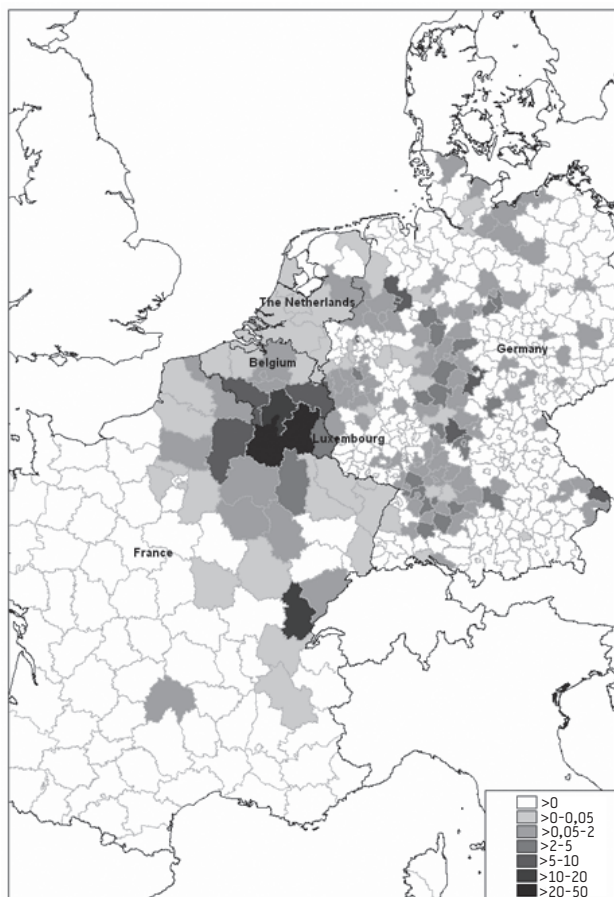 The Netherlands
Belgium
Germany
Luxembourg
France
>0
>0-0,05
>0,05-2
>2-5
>5-10
>10-20
>20-50